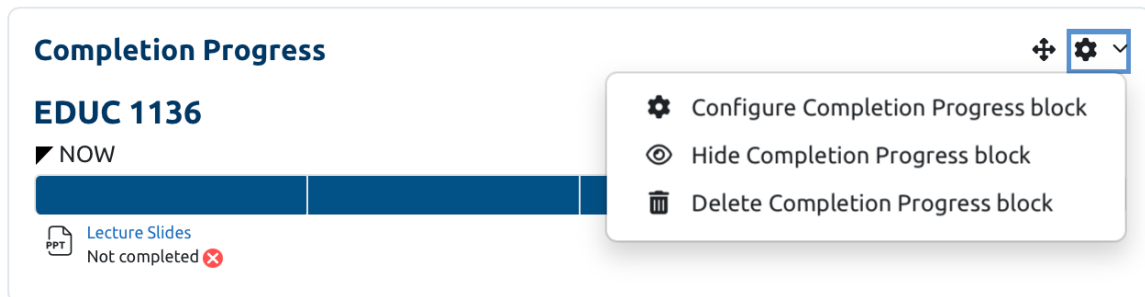 Completion Progress
EDUC 1136
NOW
PPT
Lecture Slides
Not completed
Configure Completion Progress block
Hide Completion Progress block
Delete Completion Progress block